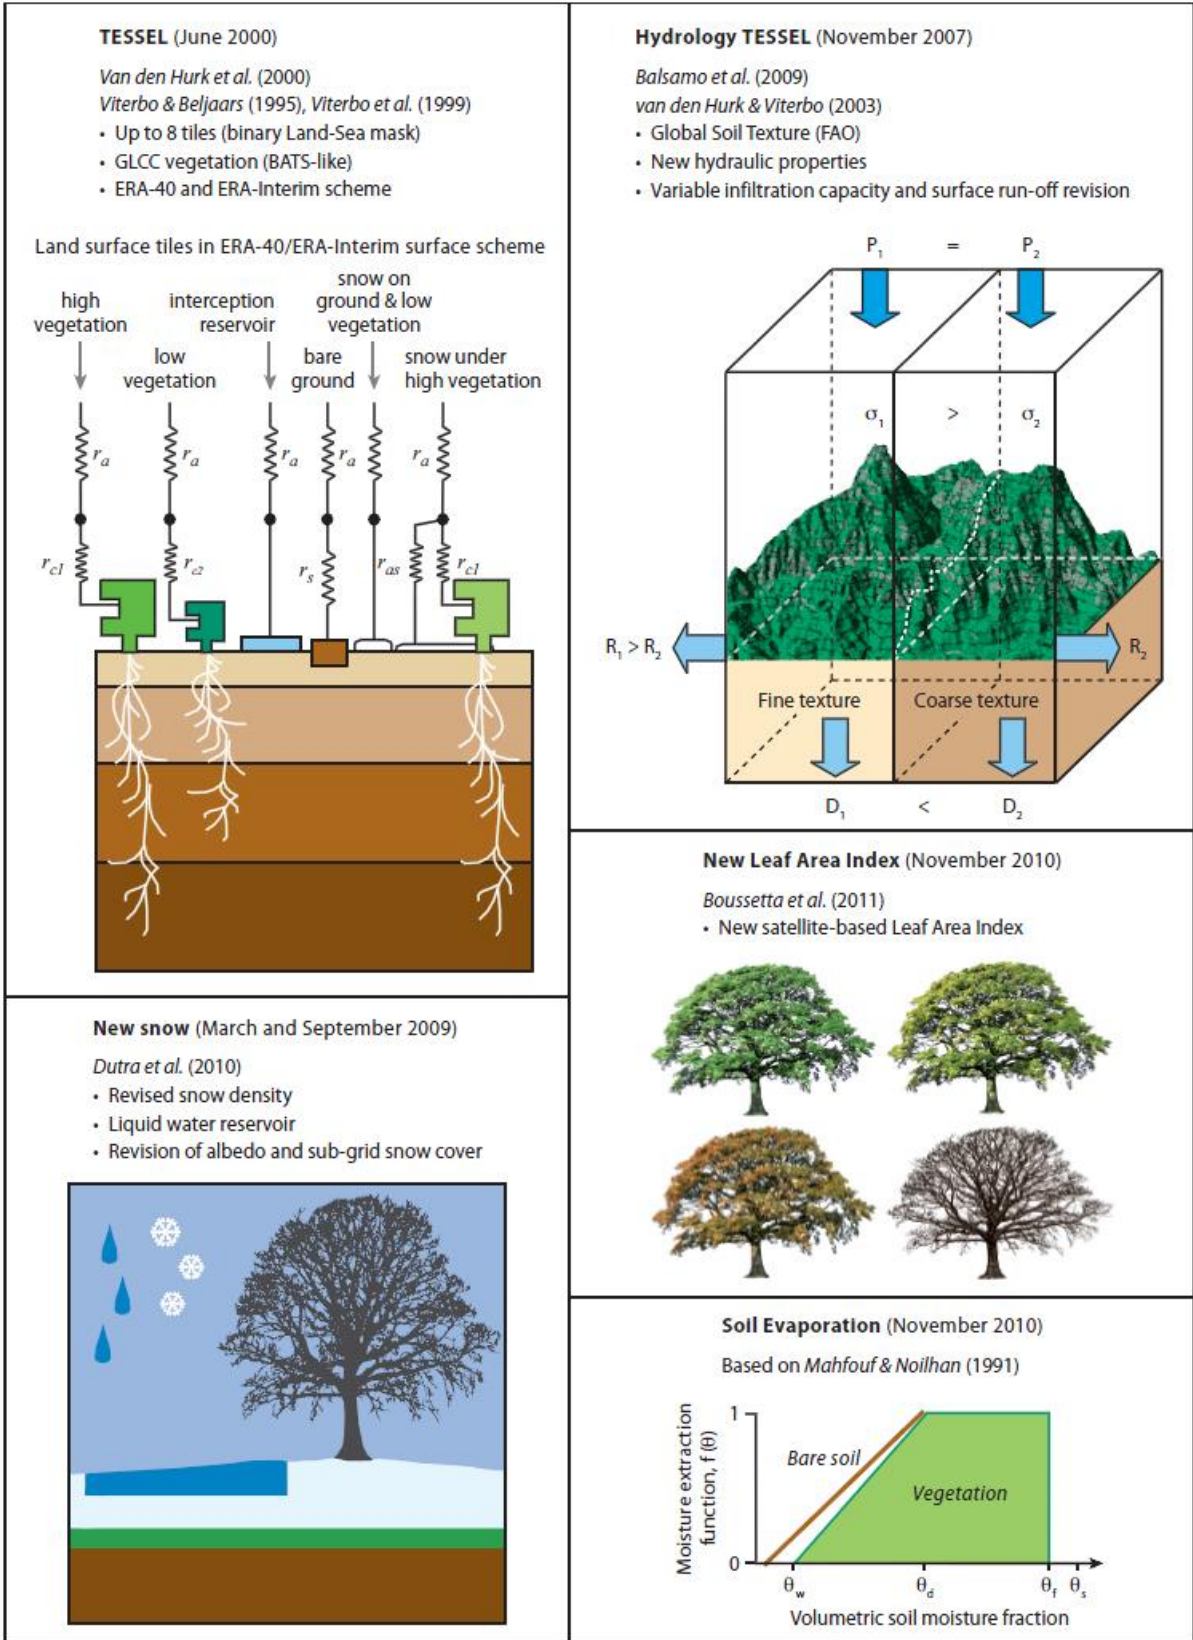 TESSEL (June 2000)
Van den Hurk et al. (2000)
Viterbo & Beljaars (1995), Viterbo et al. (1999)
• Up to 8 tiles (binary Land-Sea mask)
• GLCC vegetation (BATS-like)
• ERA-40 and ERA-Interim scheme
Land surface tiles in ERA-40/ERA-Interim surface scheme
high
vegetation
low
vegetation
interception
reservoir
bare
ground
snow on
ground & low
vegetation
snow under
high vegetation
ra
ra
ra
ra
ra
rc1
rc2
rs
ras
rc1
Hydrology TESSEL (November 2007)
Balsamo et al. (2009)
van den Hurk & Viterbo (2003)
• Global Soil Texture (FAO)
• New hydraulic properties
• Variable infiltration capacity and surface run-off revision
P1 = P2
σ1 > σ2
R1 > R2
R2
Fine texture
Coarse texture
D1 < D2
New snow (March and September 2009)
Dutra et al. (2010)
• Revised snow density
• Liquid water reservoir
• Revision of albedo and sub-grid snow cover
New Leaf Area Index (November 2010)
Boussetta et al. (2011)
• New satellite-based Leaf Area Index
Soil Evaporation (November 2010)
Based on Mahfouf & Noilhan (1991)
Moisture extraction
function, f (θ)
1
0
Bare soil
Vegetation
θw
θd
θf
θs
Volumetric soil moisture fraction